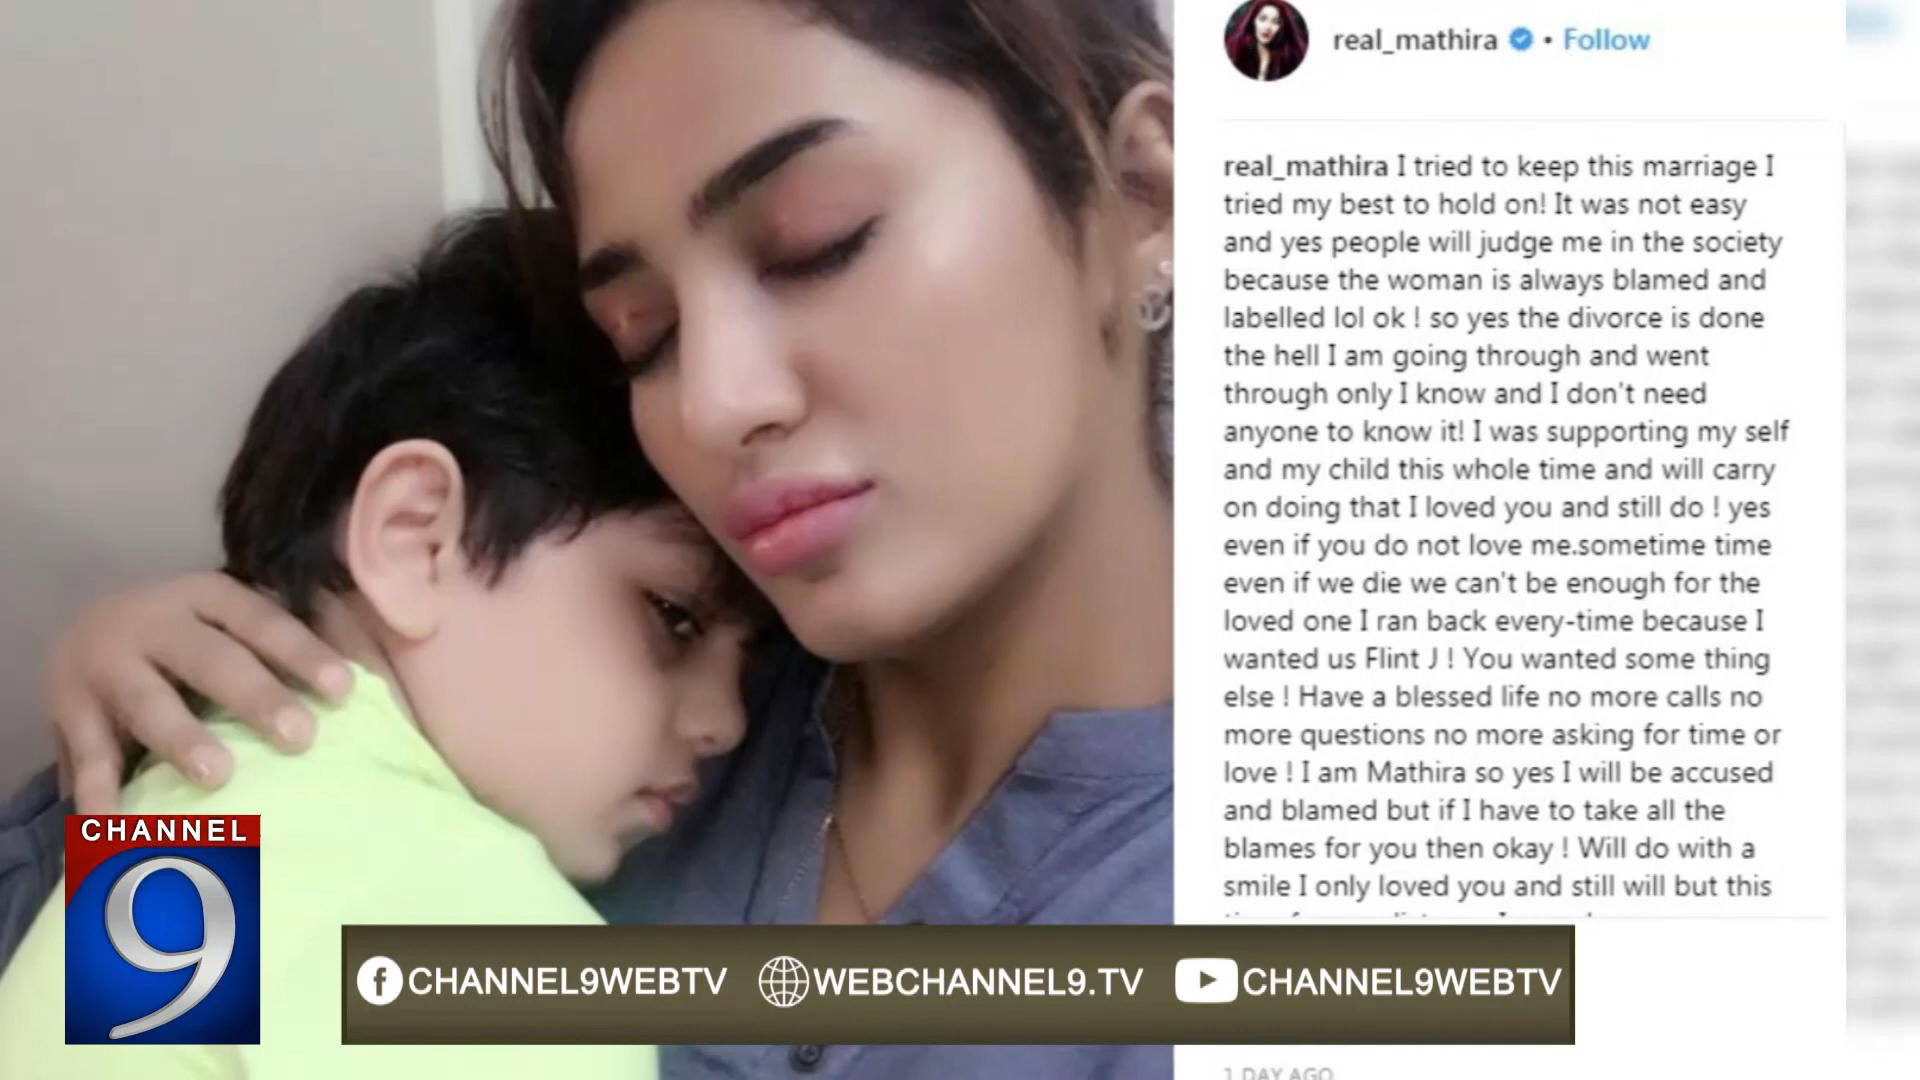 real_mathira • Follow
real_mathira I tried to keep this marriage I
tried my best to hold on! It was not easy
and yes people will judge me in the society
because the woman is always blamed and
labelled lol ok ! so yes the divorce is done
the hell I am going through and went
through only I know and I don't need
anyone to know it! I was supporting my self
and my child this whole time and will carry
on doing that I loved you and still do ! yes
even if you do not love me.sometime time
even if we die we can't be enough for the
loved one I ran back every-time because I
wanted us Flint J ! You wanted some thing
else ! Have a blessed life no more calls no
more questions no more asking for time or
love ! I am Mathira so yes I will be accused
and blamed but if I have to take all the
blames for you then okay ! Will do with a
smile I only loved you and still will but this
1 DAY AGO
CHANNEL
9
CHANNEL9WEBTV WEBCHANNEL9.TV CHANNEL9WEBTV